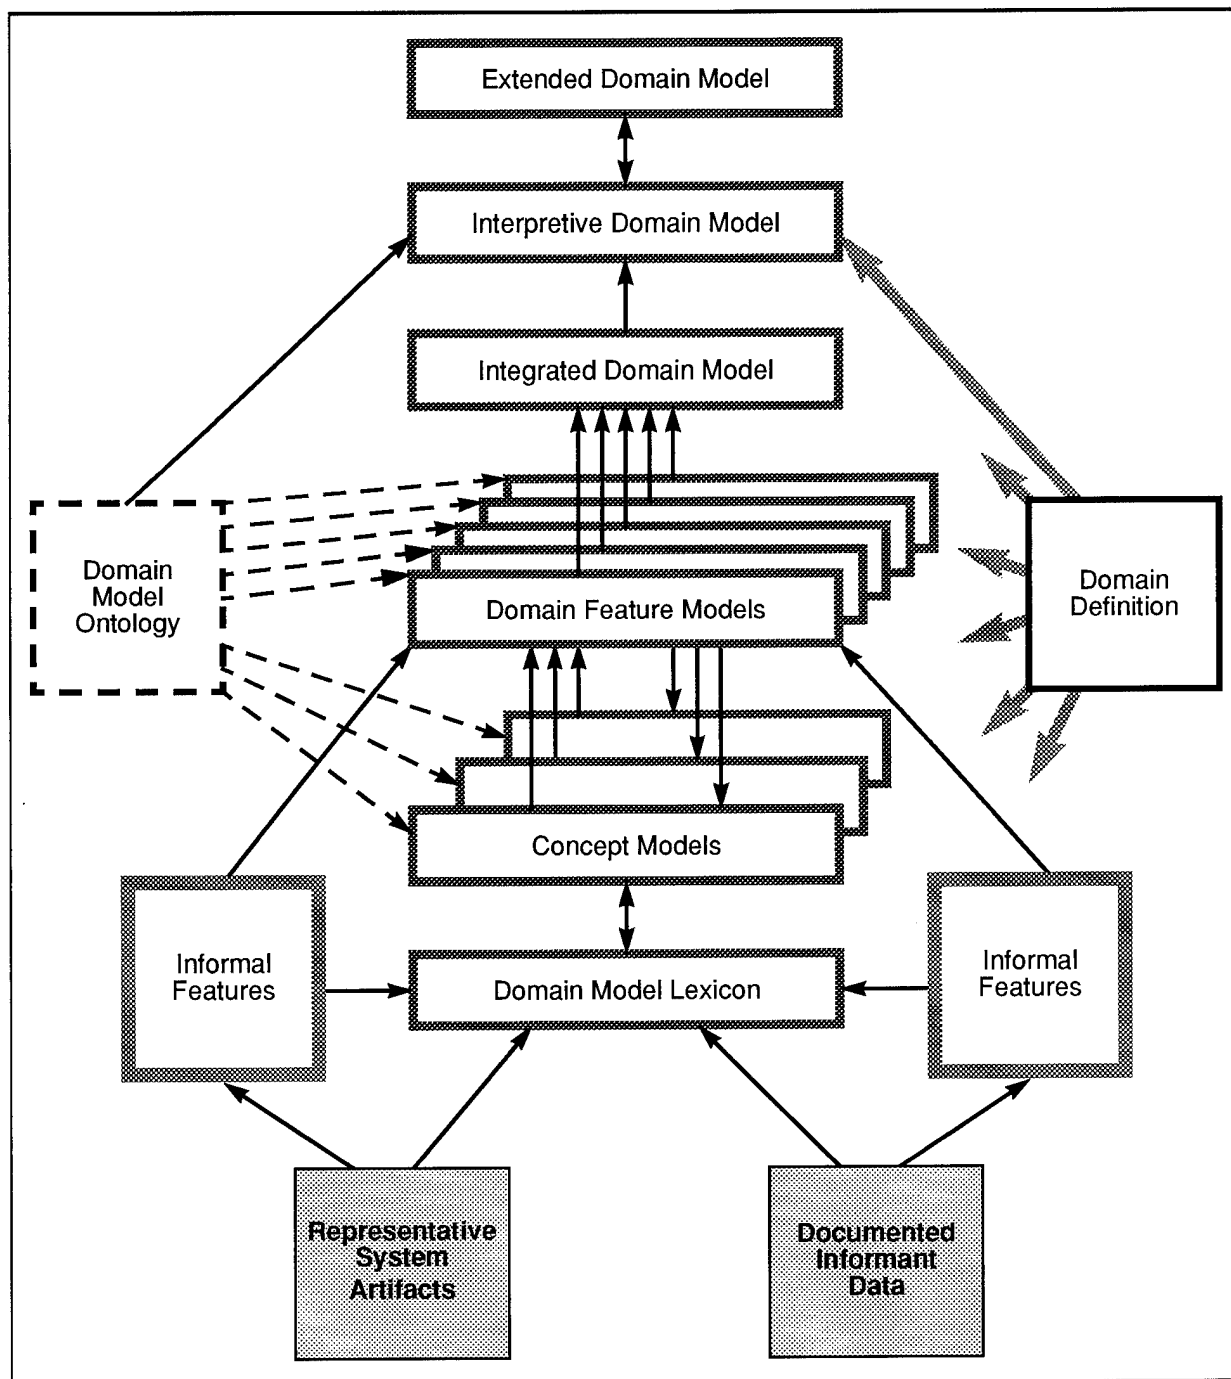 Extended Domain Model
Interpretive Domain Model
Integrated Domain Model
Domain
Model
Ontology
Domain Feature Models
Domain
Definition
Concept Models
Informal
Features
Domain Model Lexicon
Informal
Features
Representative
System
Artifacts
Documented
Informant
Data